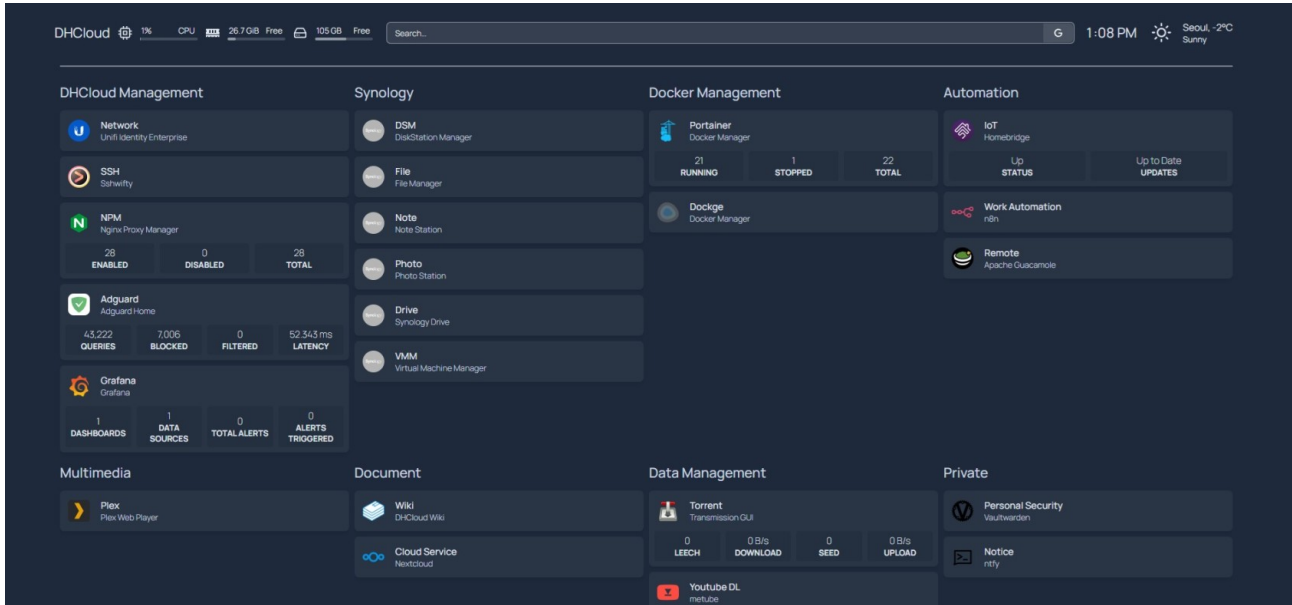 DHCloud 1% CPU 26.7 GiB Free 105 GB Free Search... G 1:08 PM Seoul, -2°C
Sunny
DHCloud Management
Network
Unifi Identity Enterprise
SSH
Sshwifty
NPM
Nginx Proxy Manager
28 0 28
ENABLED DISABLED TOTAL
Adguard
Adguard Home
43,222 7,006 0 52.343 ms
QUERIES BLOCKED FILTERED LATENCY
Grafana
Grafana
1 1 0 0
DASHBOARDS DATA SOURCES TOTAL ALERTS ALERTS TRIGGERED
Synology
DSM
DiskStation Manager
File
File Manager
Note
Note Station
Photo
Photo Station
Drive
Synology Drive
VMM
Virtual Machine Manager
Docker Management
Portainer
Docker Manager
21 1 22
RUNNING STOPPED TOTAL
Dockge
Docker Manager
Automation
IoT
Homebridge
Up Up to Date
STATUS UPDATES
Work Automation
n8n
Remote
Apache Guacamole
Multimedia
Plex
Plex Web Player
Document
Wiki
DHCloud Wiki
Cloud Service
Nextcloud
Data Management
Torrent
Transmission GUI
0 0 B/s 0 0 B/s
LEECH DOWNLOAD SEED UPLOAD
Youtube DL
metube
Private
Personal Security
Vaultwarden
Notice
ntfy